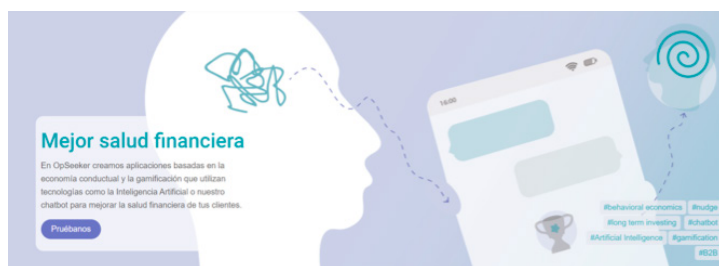 Mejor salud financiera
En OpSeeker creamos aplicaciones basadas en la
economía conductual y la gamificación que utilizan
tecnologías como la Inteligencia Artificial o nuestro
chatbot para mejorar la salud financiera de tus clientes.
Pruébanos
16:00
#behavioral economics #nudge
#long term investing #chatbot
#Artificial Intelligence #gamification
#B2B